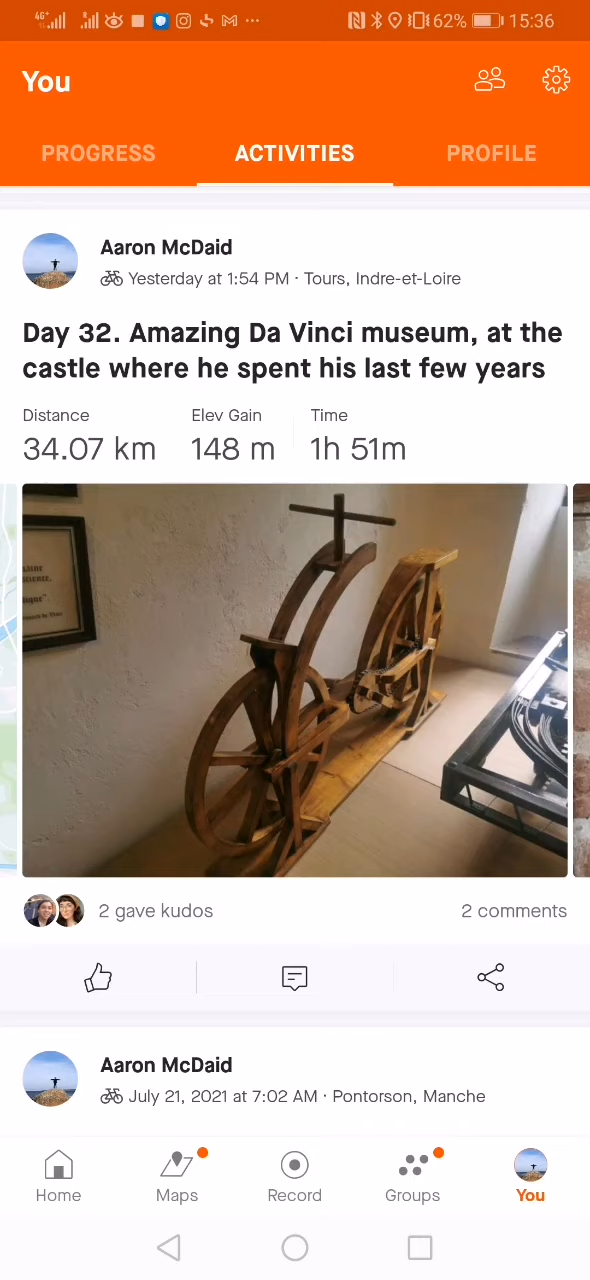 4G+ 62% 15:36
You
PROGRESS ACTIVITIES PROFILE
Aaron McDaid
Yesterday at 1:54 PM · Tours, Indre-et-Loire
Day 32. Amazing Da Vinci museum, at the
castle where he spent his last few years
Distance Elev Gain Time
34.07 km 148 m 1h 51m
2 gave kudos 2 comments
Aaron McDaid
July 21, 2021 at 7:02 AM · Pontorson, Manche
Home Maps Record Groups You